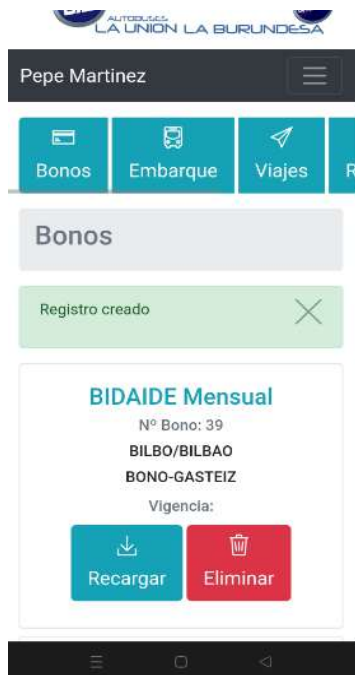 AUTOBUSES
LA UNION LA BURUNDESA
Pepe Martinez
Bonos Embarque Viajes R
Bonos
Registro creado
BIDAIDE Mensual
Nº Bono: 39
BILBO/BILBAO
BONO-GASTEIZ
Vigencia:
Recargar Eliminar